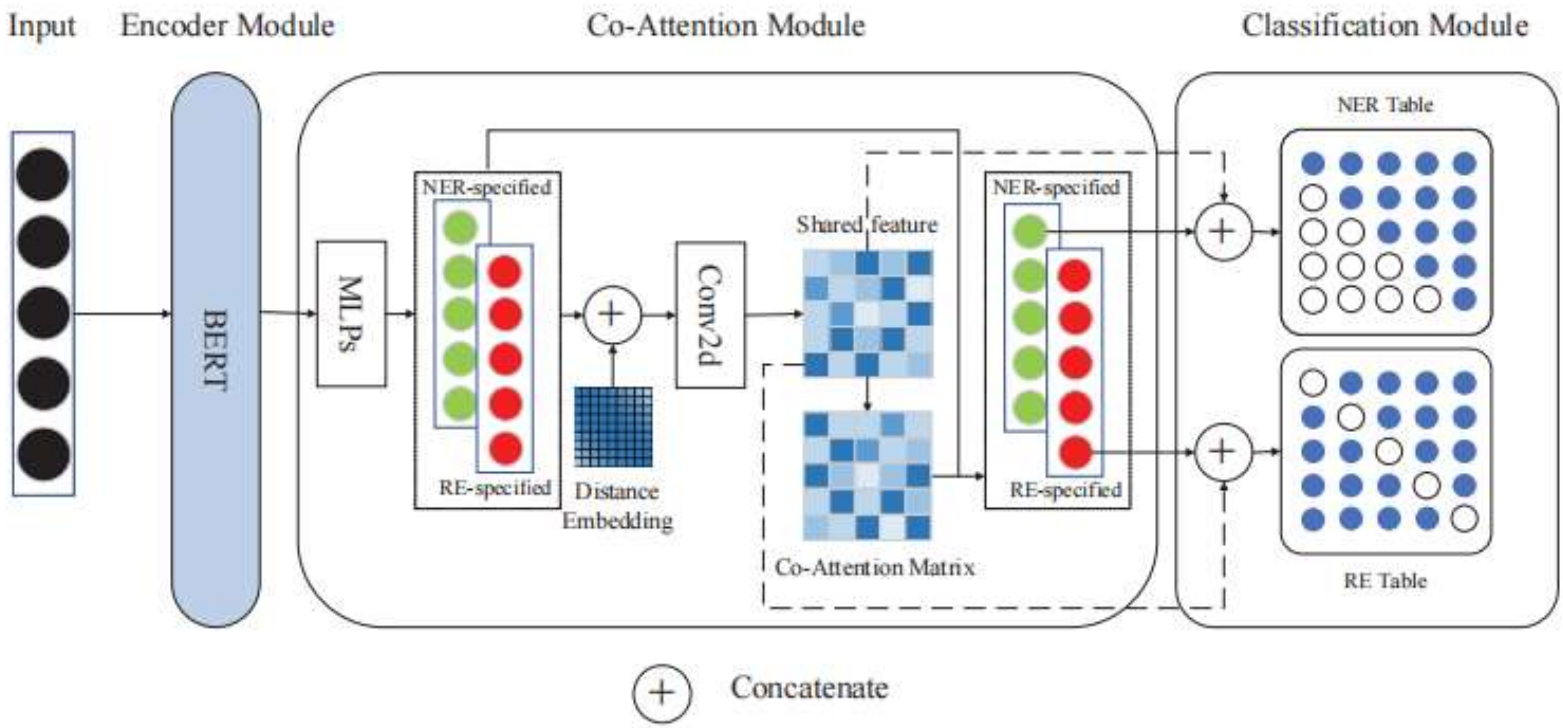 Input
Encoder Module
Co-Attention Module
Classification Module
BERT
MLPs
NER-specified
RE-specified
Distance
Embedding
Conv2d
Shared feature
Co-Attention Matrix
NER-specified
RE-specified
NER Table
RE Table
Concatenate